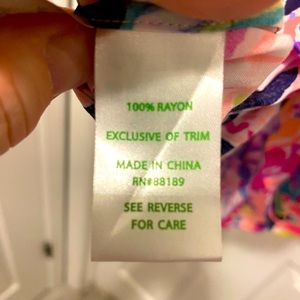 100% RAYON
EXCLUSIVE OF TRIM
MADE IN CHINA
RN#88189
SEE REVERSE
FOR CARE